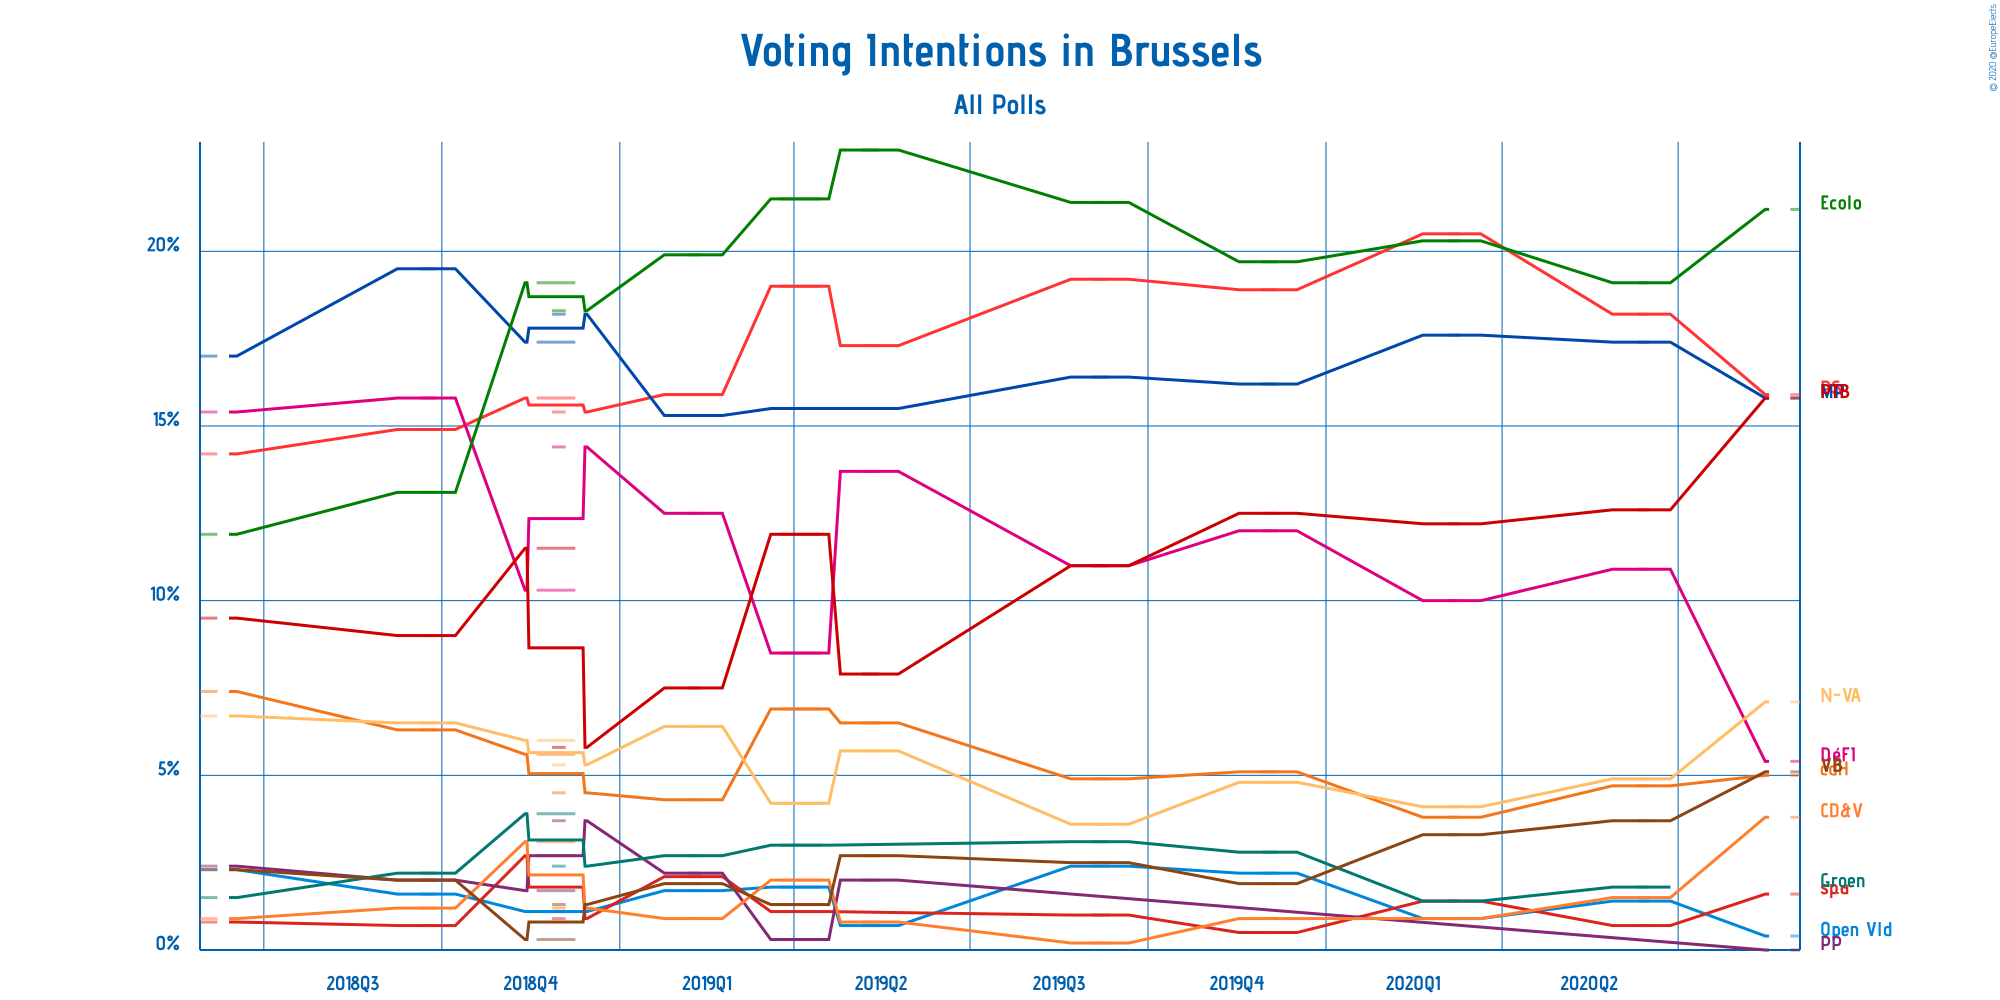 Voting Intentions in Brussels
All Polls
© 2020 @EuropeElects
20%
15%
10%
5%
0%
Ecolo
N-VA
DéFI
VB
cdH
CD&V
Groen
spa
Open Vld
PP
2018Q3
2018Q4
2019Q1
2019Q2
2019Q3
2019Q4
2020Q1
2020Q2